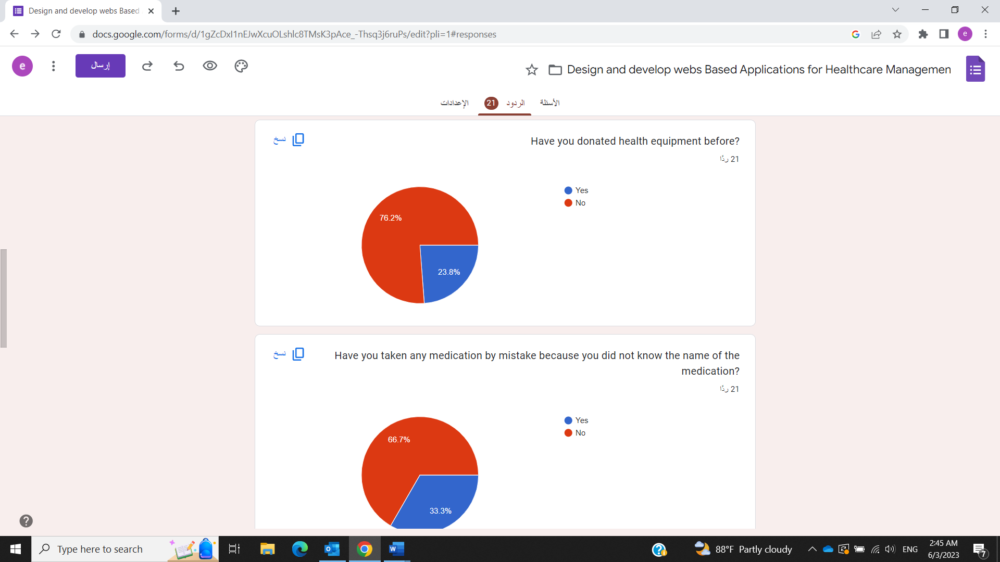 Design and develop webs Based
docs.google.com/forms/d/1gZcDxI1nEJwXcuOLshlc8TMsK3pAce_-Thsq3j6ruPs/edit?pli=1#responses
e
e
إرسال
Design and develop webs Based Applications for Healthcare Managemen
الأسئلة
الردود 21
الإعدادات
Have you donated health equipment before?
نسخ
21 ردًا
Yes
No
76.2%
23.8%
Have you taken any medication by mistake because you did not know the name of the
medication?
نسخ
21 ردًا
Yes
No
66.7%
33.3%
Type here to search
88°F Partly cloudy
ENG
2:45 AM
6/3/2023
7